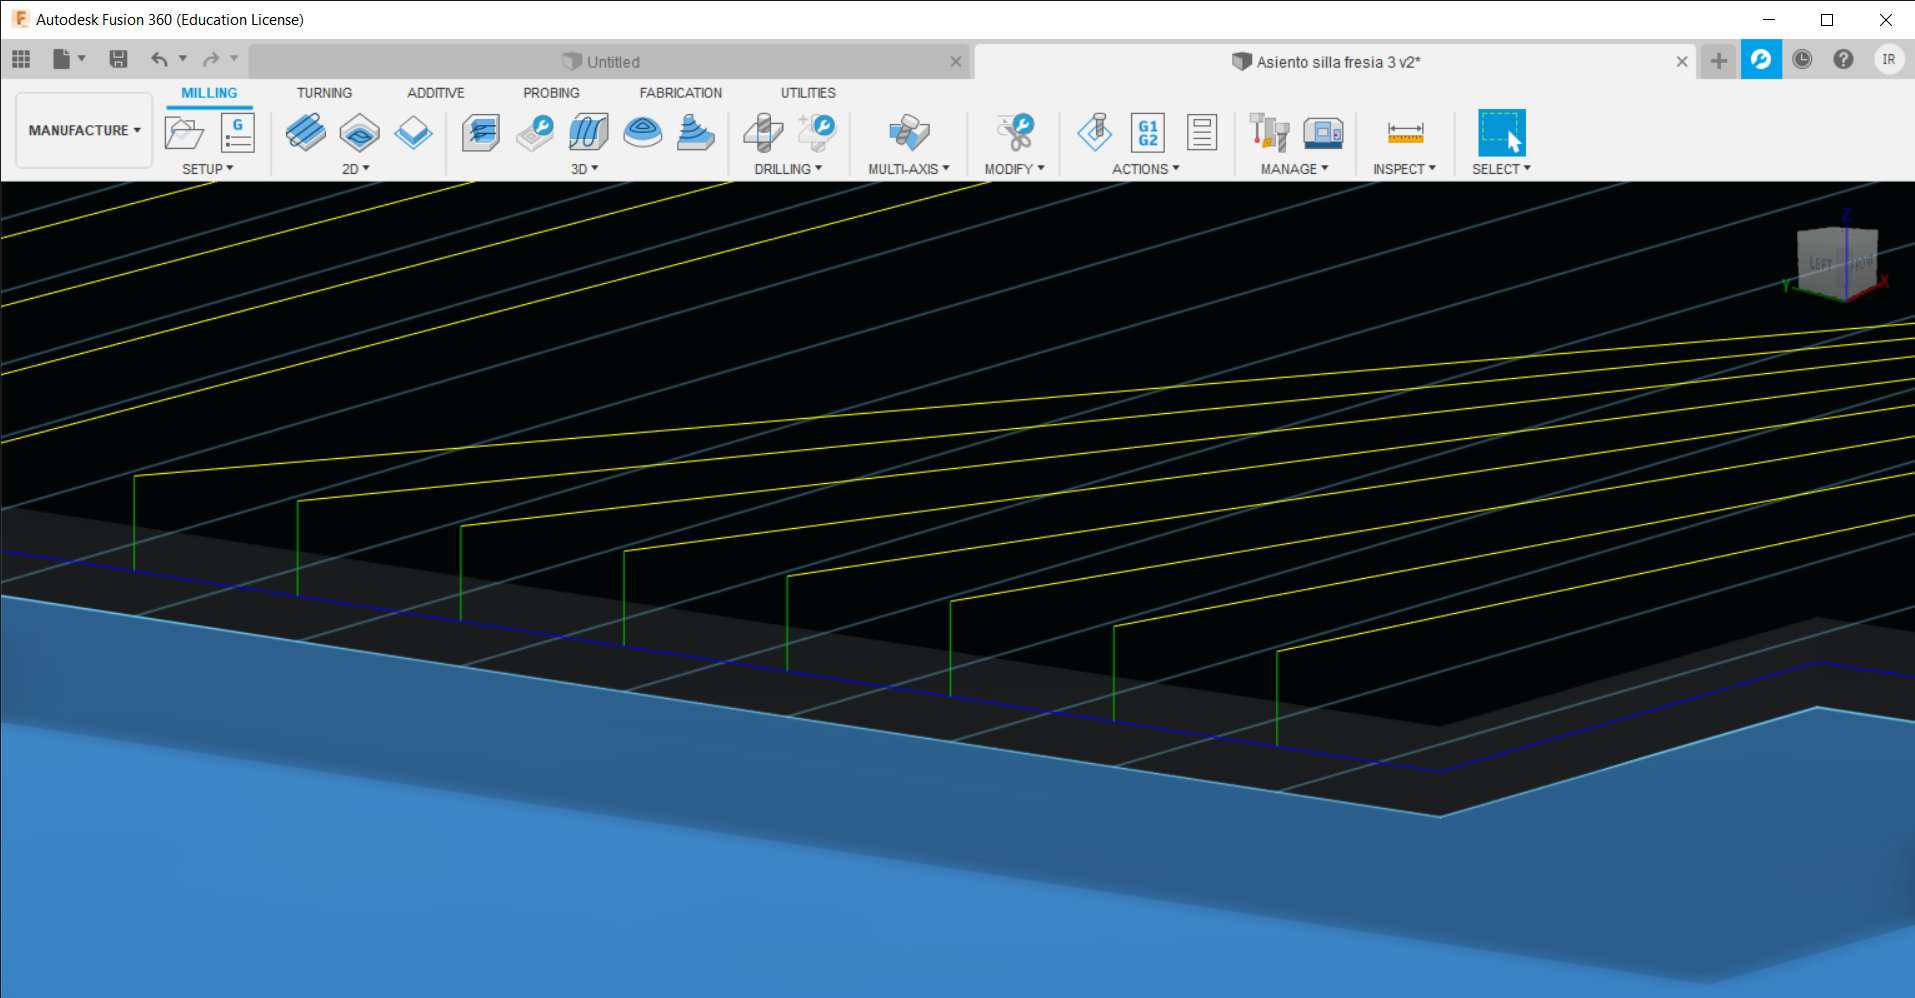 Autodesk Fusion 360 (Education License)
Untitled
Asiento silla fresia 3 v2*
IR
MANUFACTURE
MILLING
TURNING
ADDITIVE
PROBING
FABRICATION
UTILITIES
G
G1
G2
SETUP
2D
3D
DRILLING
MULTI-AXIS
MODIFY
ACTIONS
MANAGE
INSPECT
SELECT
Z
LEFT
FRONT
Y
X